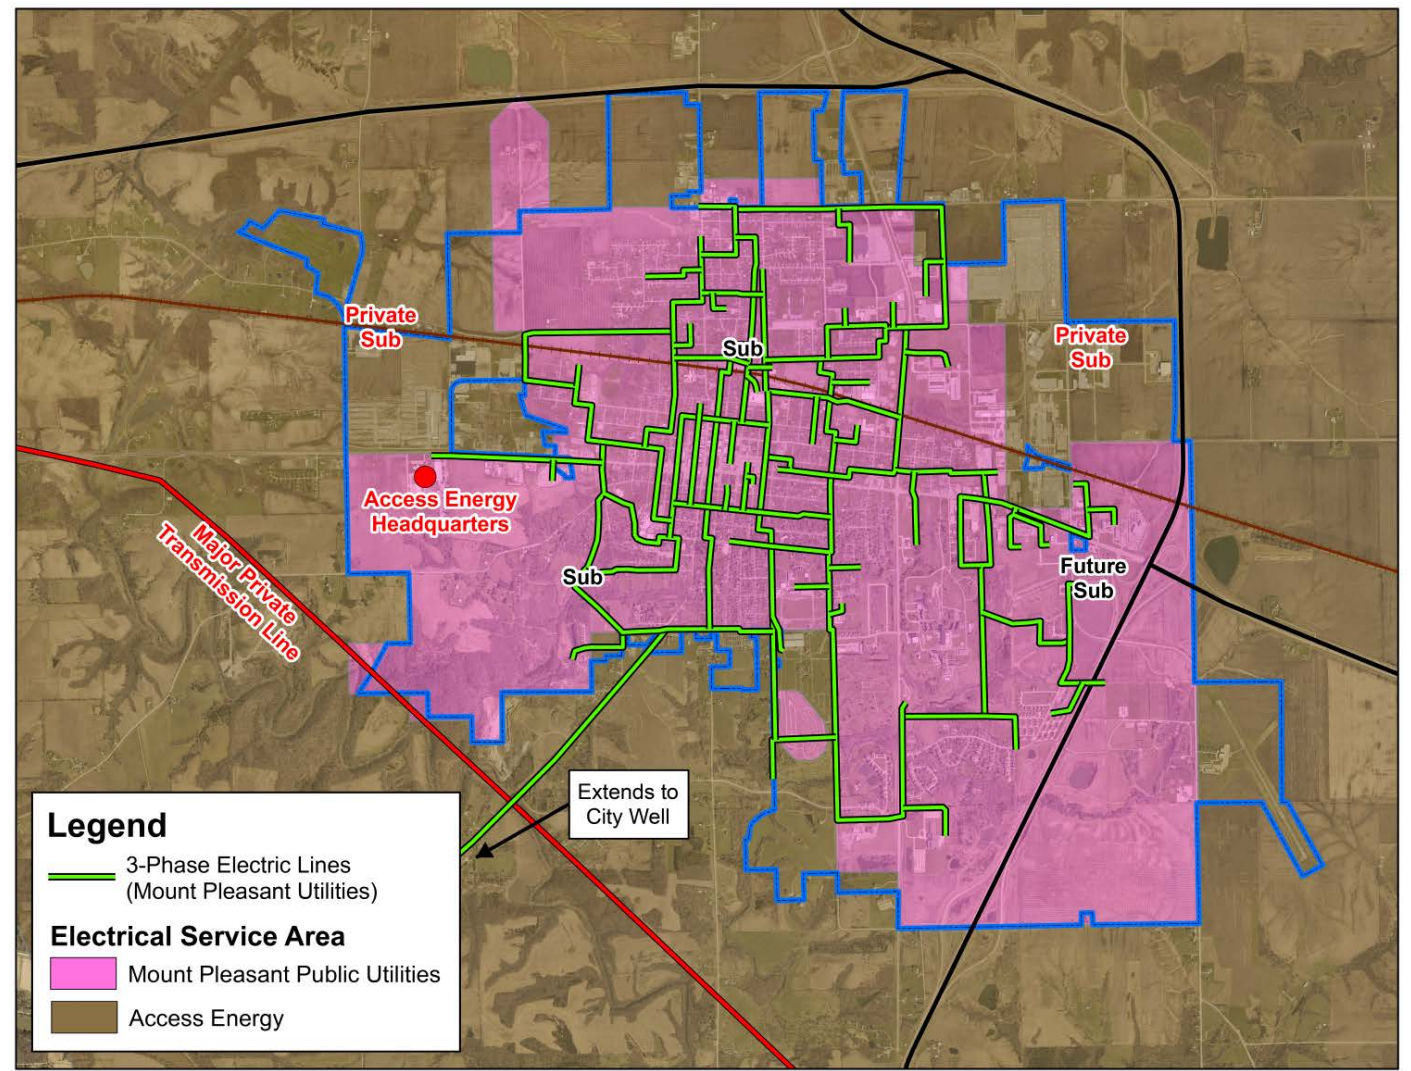 Private
Sub
Sub
Private
Sub
Access Energy
Headquarters
Major Private
Transmission Line
Sub
Future
Sub
Extends to
City Well
Legend
3-Phase Electric Lines
(Mount Pleasant Utilities)
Electrical Service Area
Mount Pleasant Public Utilities
Access Energy